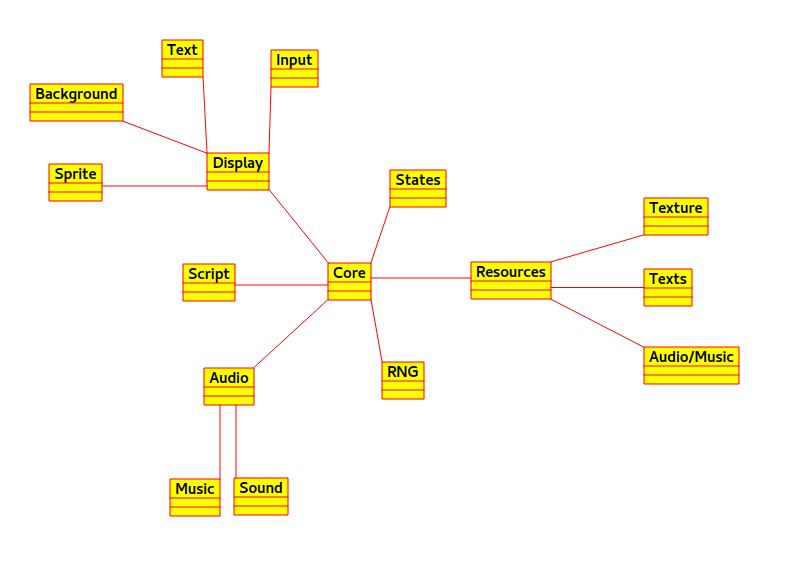 Text
Input
Background
Display
Sprite
States
Texture
Script
Core
Resources
Texts
Audio
RNG
Audio/Music
Music
Sound